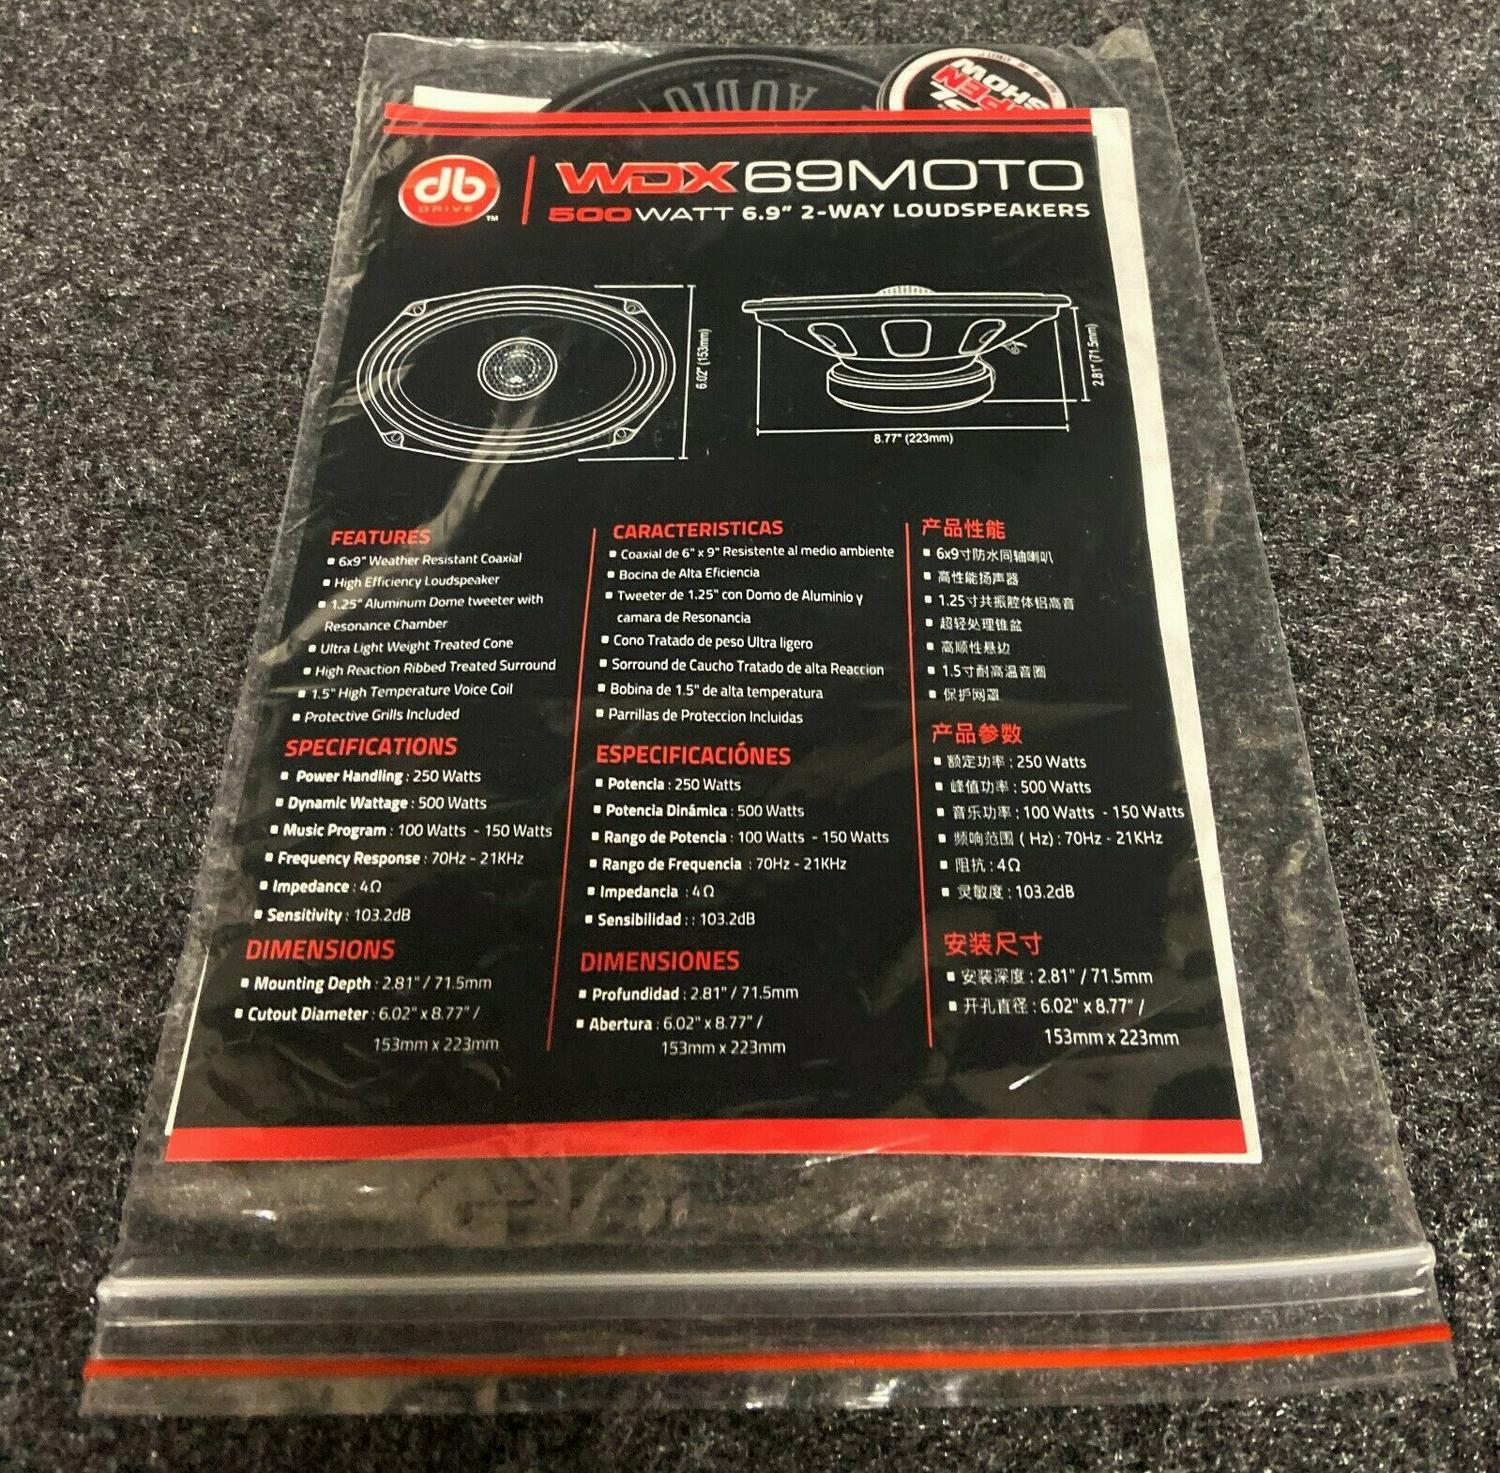 AUDIO
OPEN
SHOW
db
DRIVE™
WDX69MOTO
500WATT 6.9" 2-WAY LOUDSPEAKERS
6.02" (153mm)
2.81" (71.5mm)
8.77" (223mm)
FEATURES
6x9" Weather Resistant Coaxial
High Efficiency Loudspeaker
1.25" Aluminum Dome tweeter with
Resonance Chamber
Ultra Light Weight Treated Cone
High Reaction Ribbed Treated Surround
1.5" High Temperature Voice Coil
Protective Grills Included
SPECIFICATIONS
Power Handling : 250 Watts
Dynamic Wattage : 500 Watts
Music Program : 100 Watts - 150 Watts
Frequency Response : 70Hz - 21KHz
Impedance : 4Ω
Sensitivity : 103.2dB
DIMENSIONS
Mounting Depth : 2.81" / 71.5mm
Cutout Diameter : 6.02" x 8.77" /
153mm x 223mm
CARACTERISTICAS
Coaxial de 6" x 9" Resistente al medio ambiente
Bocina de Alta Eficiencia
Tweeter de 1.25" con Domo de Aluminio y
camara de Resonancia
Cono Tratado de peso Ultra ligero
Sorround de Caucho Tratado de alta Reaccion
Bobina de 1.5" de alta temperatura
Parrillas de Proteccion Incluidas
ESPECIFICACIÓNES
Potencia : 250 Watts
Potencia Dinámica : 500 Watts
Rango de Potencia : 100 Watts - 150 Watts
Rango de Frequencia : 70Hz - 21KHz
Impedancia : 4Ω
Sensibilidad : : 103.2dB
DIMENSIONES
Profundidad : 2.81" / 71.5mm
Abertura : 6.02" x 8.77" /
153mm x 223mm
产品性能
6x9寸防水同轴喇叭
高性能扬声器
1.25寸共振腔体铝高音
超轻处理锥盆
高顺性悬边
1.5寸耐高温音圈
保护网罩
产品参数
额定功率 : 250 Watts
峰值功率 : 500 Watts
音乐功率 : 100 Watts - 150 Watts
频响范围 ( Hz) : 70Hz - 21KHz
阻抗 : 4Ω
灵敏度 : 103.2dB
安装尺寸
安装深度 : 2.81" / 71.5mm
开孔直径 : 6.02" x 8.77" /
153mm x 223mm